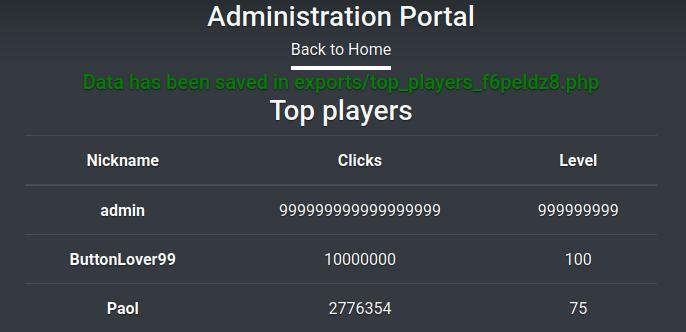 Administration Portal
Back to Home
Data has been saved in exports/top_players_f6peldz8.php
Top players
Nickname Clicks Level
admin 999999999999999999 999999999
ButtonLover99 10000000 100
Paol 2776354 75